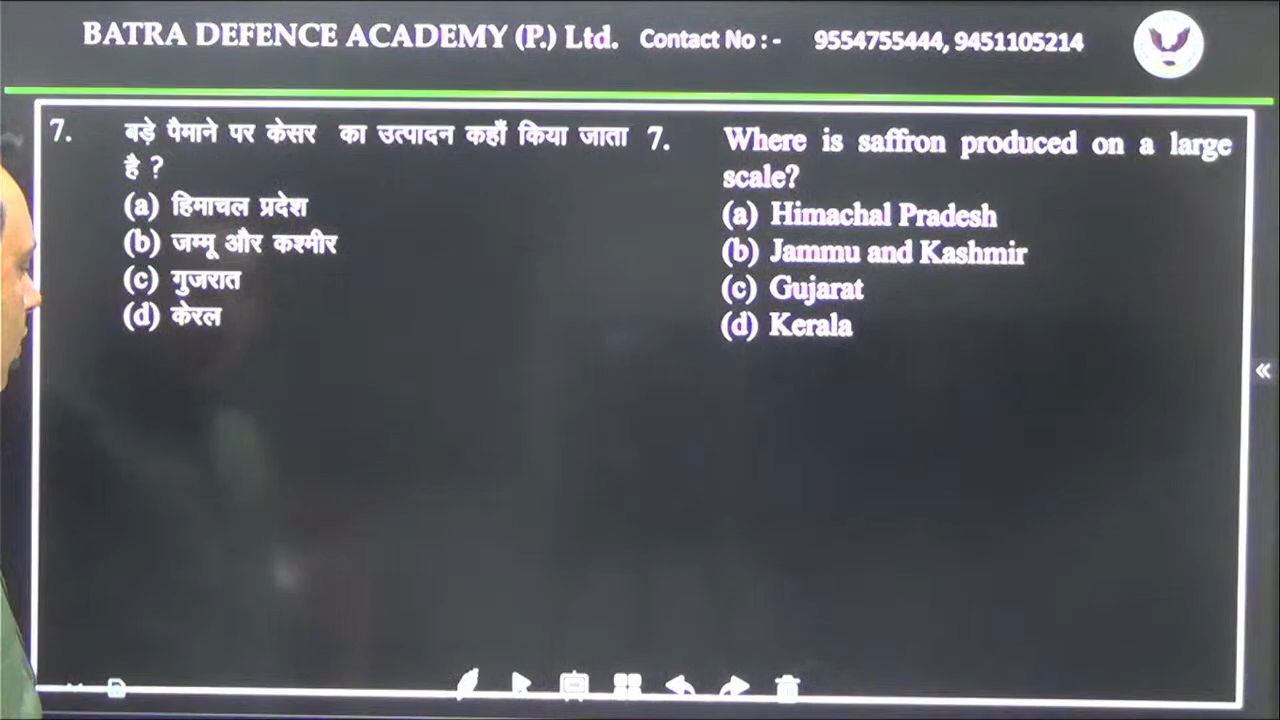 BATRA DEFENCE ACADEMY (P.) Ltd. Contact No : - 9554755444, 9451105214
7. बड़े पैमाने पर केसर का उत्पादन कहाँ किया जाता
है ?
(a) हिमाचल प्रदेश
(b) जम्मू और कश्मीर
(c) गुजरात
(d) केरल
7. Where is saffron produced on a large
scale?
(a) Himachal Pradesh
(b) Jammu and Kashmir
(c) Gujarat
(d) Kerala